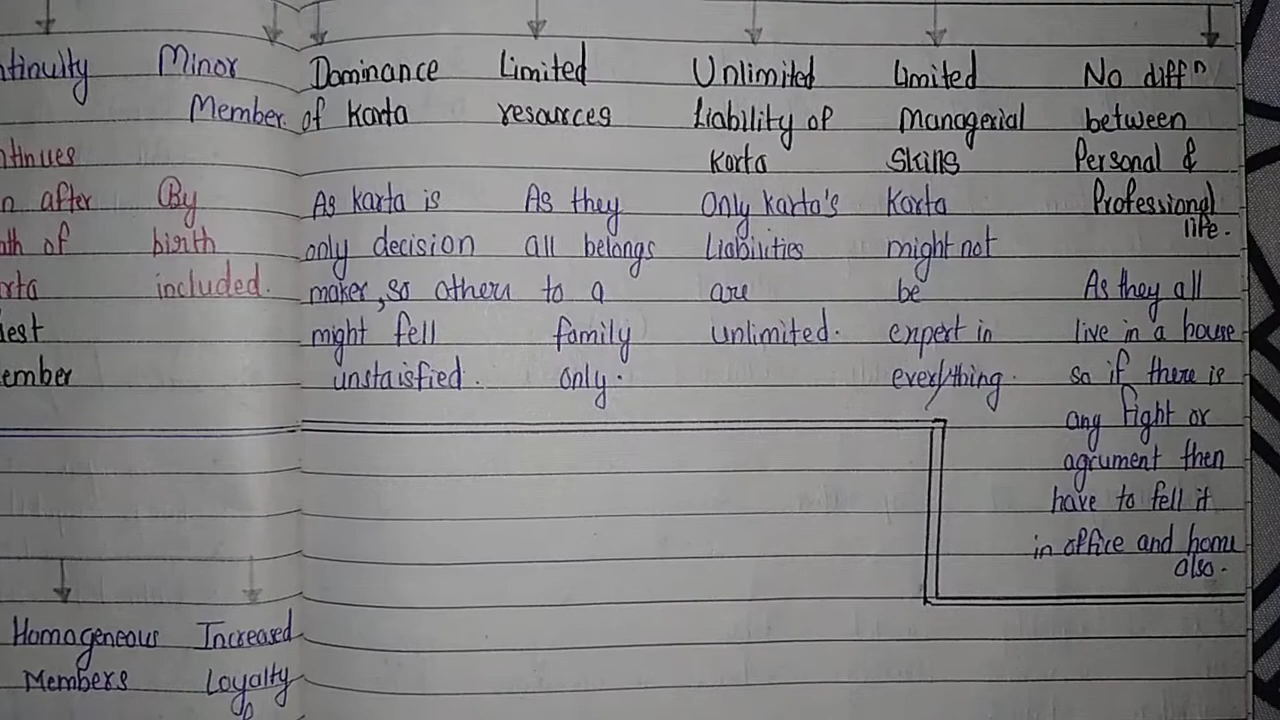 ntinuity
ntinues
n after
th of
rta
lest
ember
Minor
Member
By
birth
included.
Dominance
of Karta
As Karta is
only decision
maker, so others
might fell
unstaisfied.
Limited
resources
As they
all belongs
to a
family
only.
Unlimited
Liability of
Karta
Only Karta's
Liabilities
are
unlimited.
Limited
Managerial
Skills
Karta
might not
be
expert in
everything.
No diffn
between
Personal &
Professional
life.
As they all
live in a house
so if there is
any fight or
agrument then
have to fell it
in office and home
also.
Homogeneous
Members
Increased
Loyalty